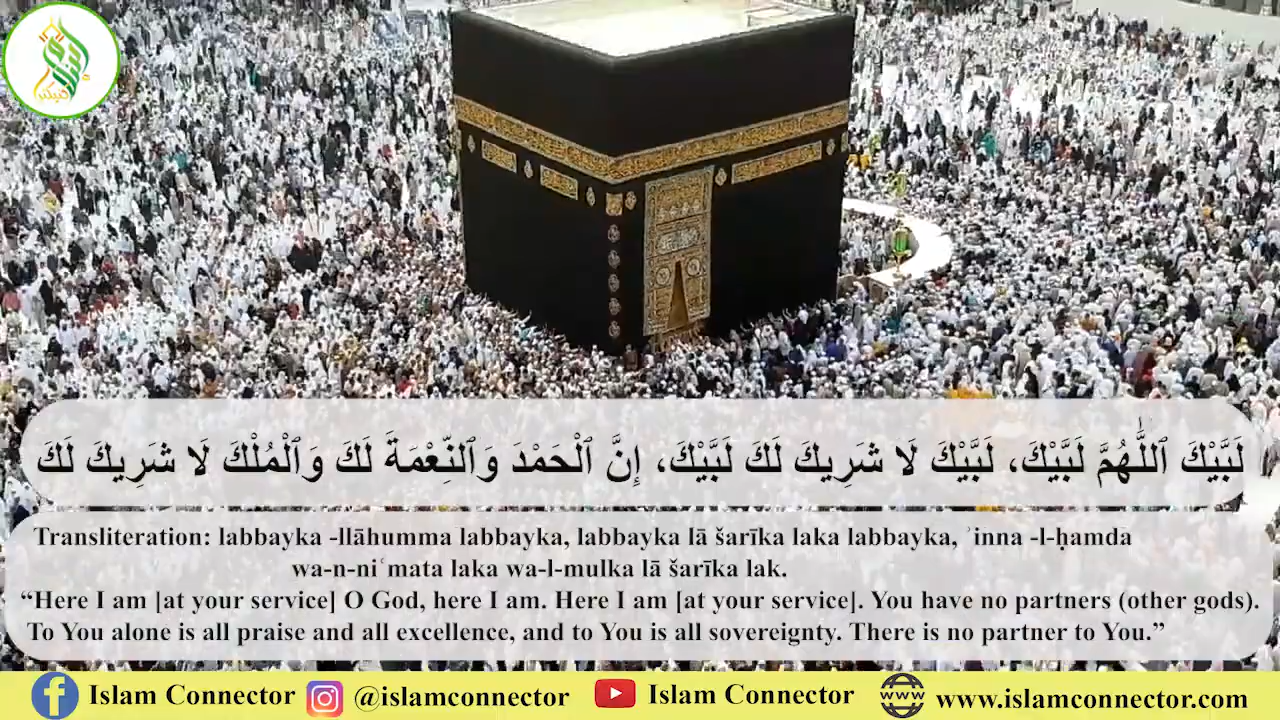 لَبَّيْكَ ٱللَّٰهُمَّ لَبَّيْكَ، لَبَّيْكَ لَا شَرِيكَ لَكَ لَبَّيْكَ، إِنَّ ٱلْحَمْدَ وَٱلنِّعْمَةَ لَكَ وَٱلْمُلْكَ لَا شَرِيكَ لَكَ
Transliteration: labbayka -llāhumma labbayka, labbayka lā šarīka laka labbayka, ʾinna -l-ḥamda
wa-n-niʿmata laka wa-l-mulka lā šarīka lak.
“Here I am [at your service] O God, here I am. Here I am [at your service]. You have no partners (other gods).
To You alone is all praise and all excellence, and to You is all sovereignty. There is no partner to You.”
Islam Connector @islamconnector Islam Connector www www.islamconnector.com